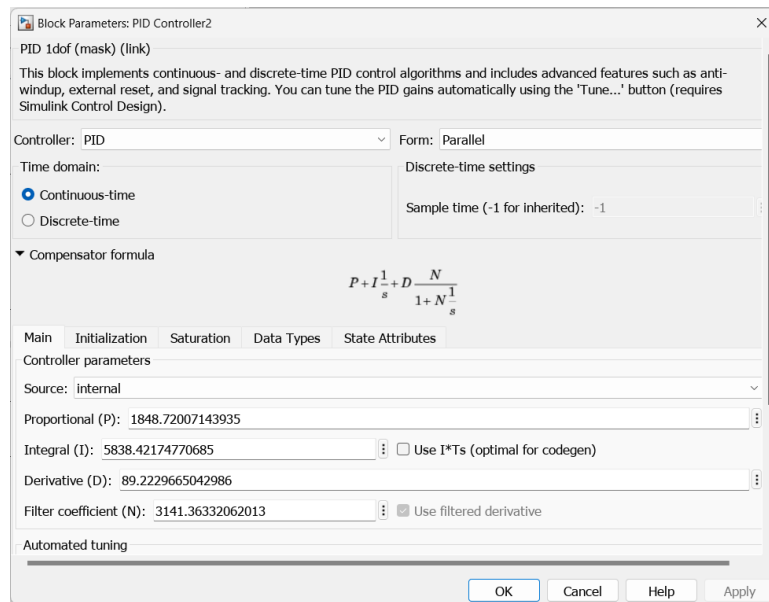 Block Parameters: PID Controller2
PID 1dof (mask) (link)
This block implements continuous- and discrete-time PID control algorithms and includes advanced features such as anti-
windup, external reset, and signal tracking. You can tune the PID gains automatically using the 'Tune...' button (requires
Simulink Control Design).
Controller: PID Form: Parallel
Time domain: Discrete-time settings
Continuous-time
Discrete-time
Sample time (-1 for inherited): -1
Compensator formula
P+I 1/s + D N/(1+N 1/s)
Main Initialization Saturation Data Types State Attributes
Controller parameters
Source: internal
Proportional (P): 1848.72007143935
Integral (I): 5838.42174770685 Use I*Ts (optimal for codegen)
Derivative (D): 89.2229665042986
Filter coefficient (N): 3141.36332062013 Use filtered derivative
Automated tuning
OK Cancel Help Apply